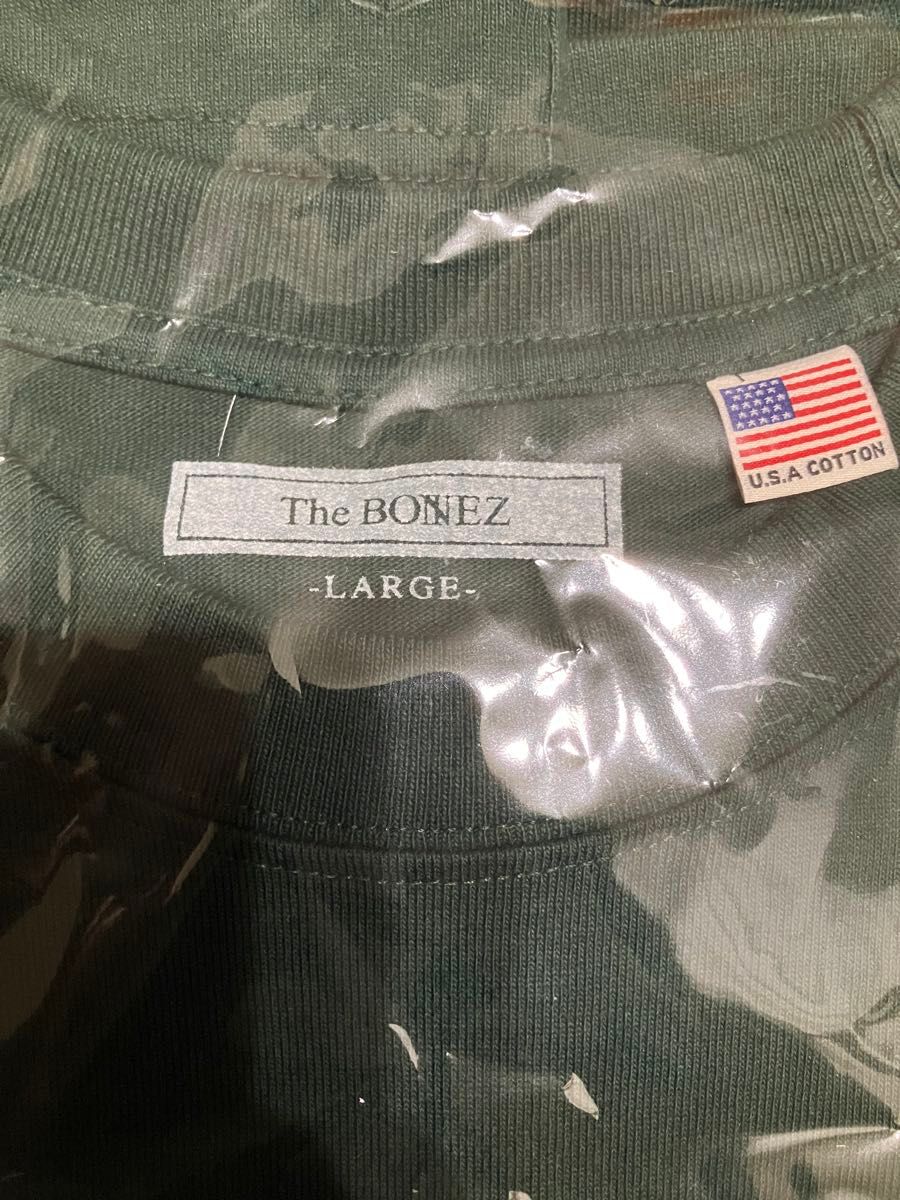 The BONEZ
-LARGE-
U.S.A COTTON